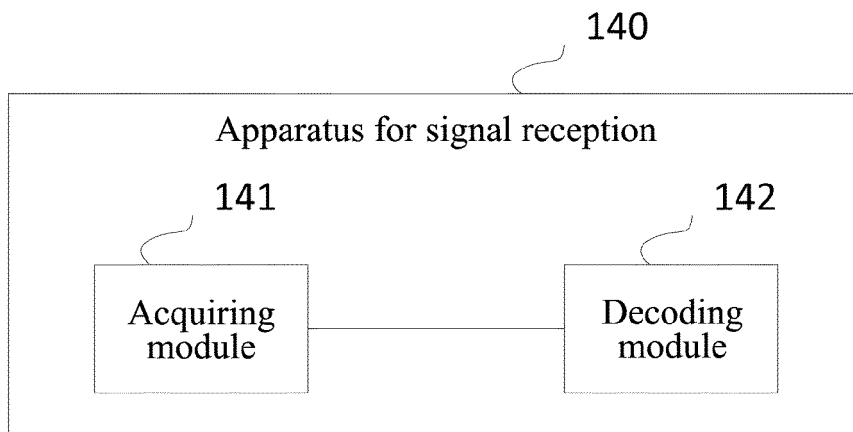 140
Apparatus for signal reception
141
142
Acquiring
module
Decoding
module